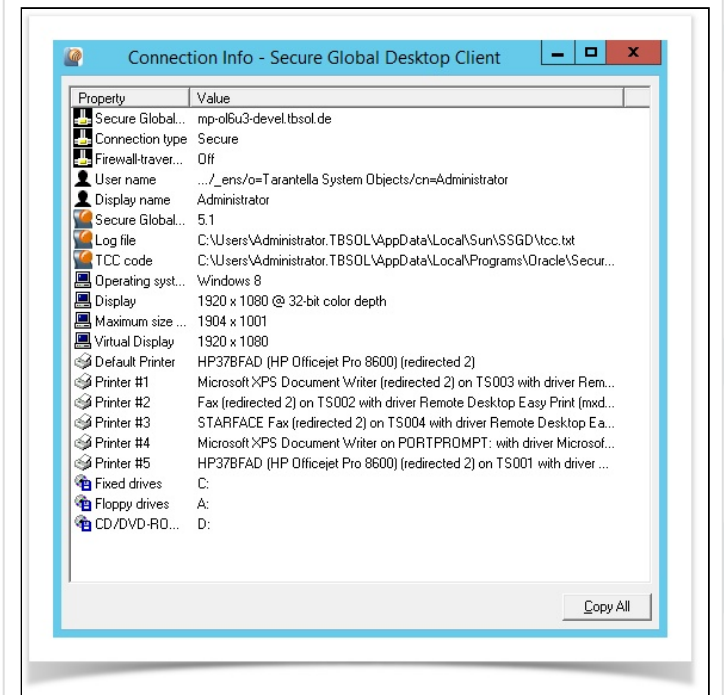 Connection Info - Secure Global Desktop Client
Property Value
Secure Global... mp-ol6u3-devel.tbsol.de
Connection type Secure
Firewall-traver... Off
User name .../_ens/o=Tarantella System Objects/cn=Administrator
Display name Administrator
Secure Global... 5.1
Log file C:\Users\Administrator.TBSOL\AppData\Local\Sun\SSGD\tcc.txt
TCC code C:\Users\Administrator.TBSOL\AppData\Local\Programs\Oracle\Secur...
Operating syst... Windows 8
Display 1920 x 1080 @ 32-bit color depth
Maximum size ... 1904 x 1001
Virtual Display 1920 x 1080
Default Printer HP37BFAD (HP Officejet Pro 8600) (redirected 2)
Printer #1 Microsoft XPS Document Writer (redirected 2) on TS003 with driver Rem...
Printer #2 Fax (redirected 2) on TS002 with driver Remote Desktop Easy Print (mxd...
Printer #3 STARFACE Fax (redirected 2) on TS004 with driver Remote Desktop Ea...
Printer #4 Microsoft XPS Document Writer on PORTPROMPT: with driver Microsof...
Printer #5 HP37BFAD (HP Officejet Pro 8600) (redirected 2) on TS001 with driver ...
Fixed drives C:
Floppy drives A:
CD/DVD-RO... D:
Copy All